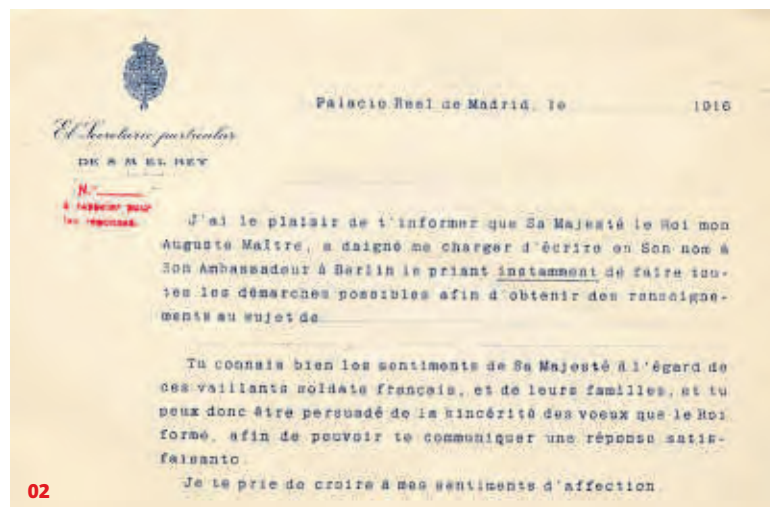 Palacio Real de Madrid, le 1916
El Secretario particular
DE S M EL REY
N.º
à rappeler pour
les réponses.
J'ai le plaisir de t'informer que Sa Majesté le Roi mon
Auguste Maître, a daigné me charger d'écrire en Son nom à
Son Ambassadeur à Berlin le priant instamment de faire tou-
tes les démarches possibles afin d'obtenir des renseigne-
ments au sujet de
Tu connais bien les sentiments de Sa Majesté à l'égard de
ces vaillants soldats français, et de leurs familles, et tu
peux donc être persuadé de la sincérité des voeux que le Roi
forme, afin de pouvoir te communiquer une réponse satis-
faisante
Je te prie de croire à mes sentiments d'affection
02